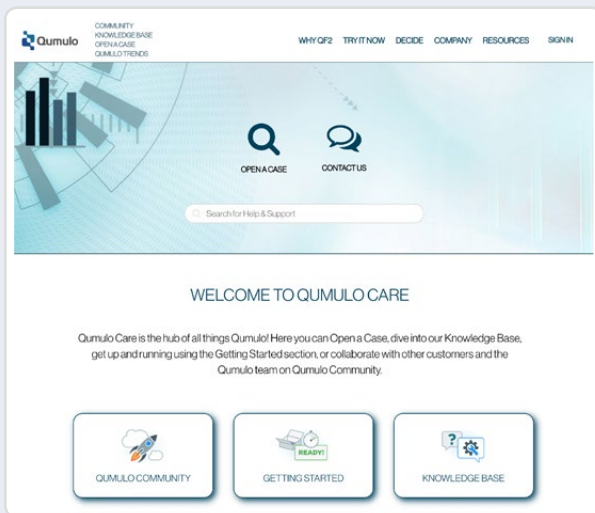 Qumulo
COMMUNITY
KNOWLEDGE BASE
OPEN A CASE
QUMULO TRENDS
WHY QF2 TRY IT NOW DECIDE COMPANY RESOURCES SIGN IN
OPEN A CASE CONTACT US
Search for Help & Support
WELCOME TO QUMULO CARE
Qumulo Care is the hub of all things Qumulo! Here you can Open a Case, dive into our Knowledge Base,
get up and running using the Getting Started section, or collaborate with other customers and the
Qumulo team on Qumulo Community.
READY!
?
QUMULO COMMUNITY GETTING STARTED KNOWLEDGE BASE